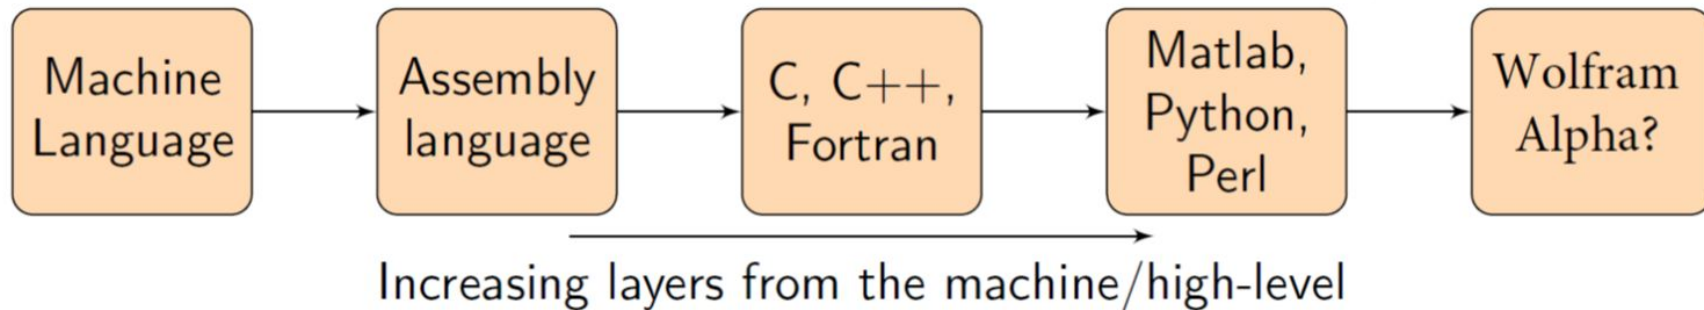 Machine
Language
Assembly
language
C, C++,
Fortran
Matlab,
Python,
Perl
Wolfram
Alpha?
Increasing layers from the machine/high-level